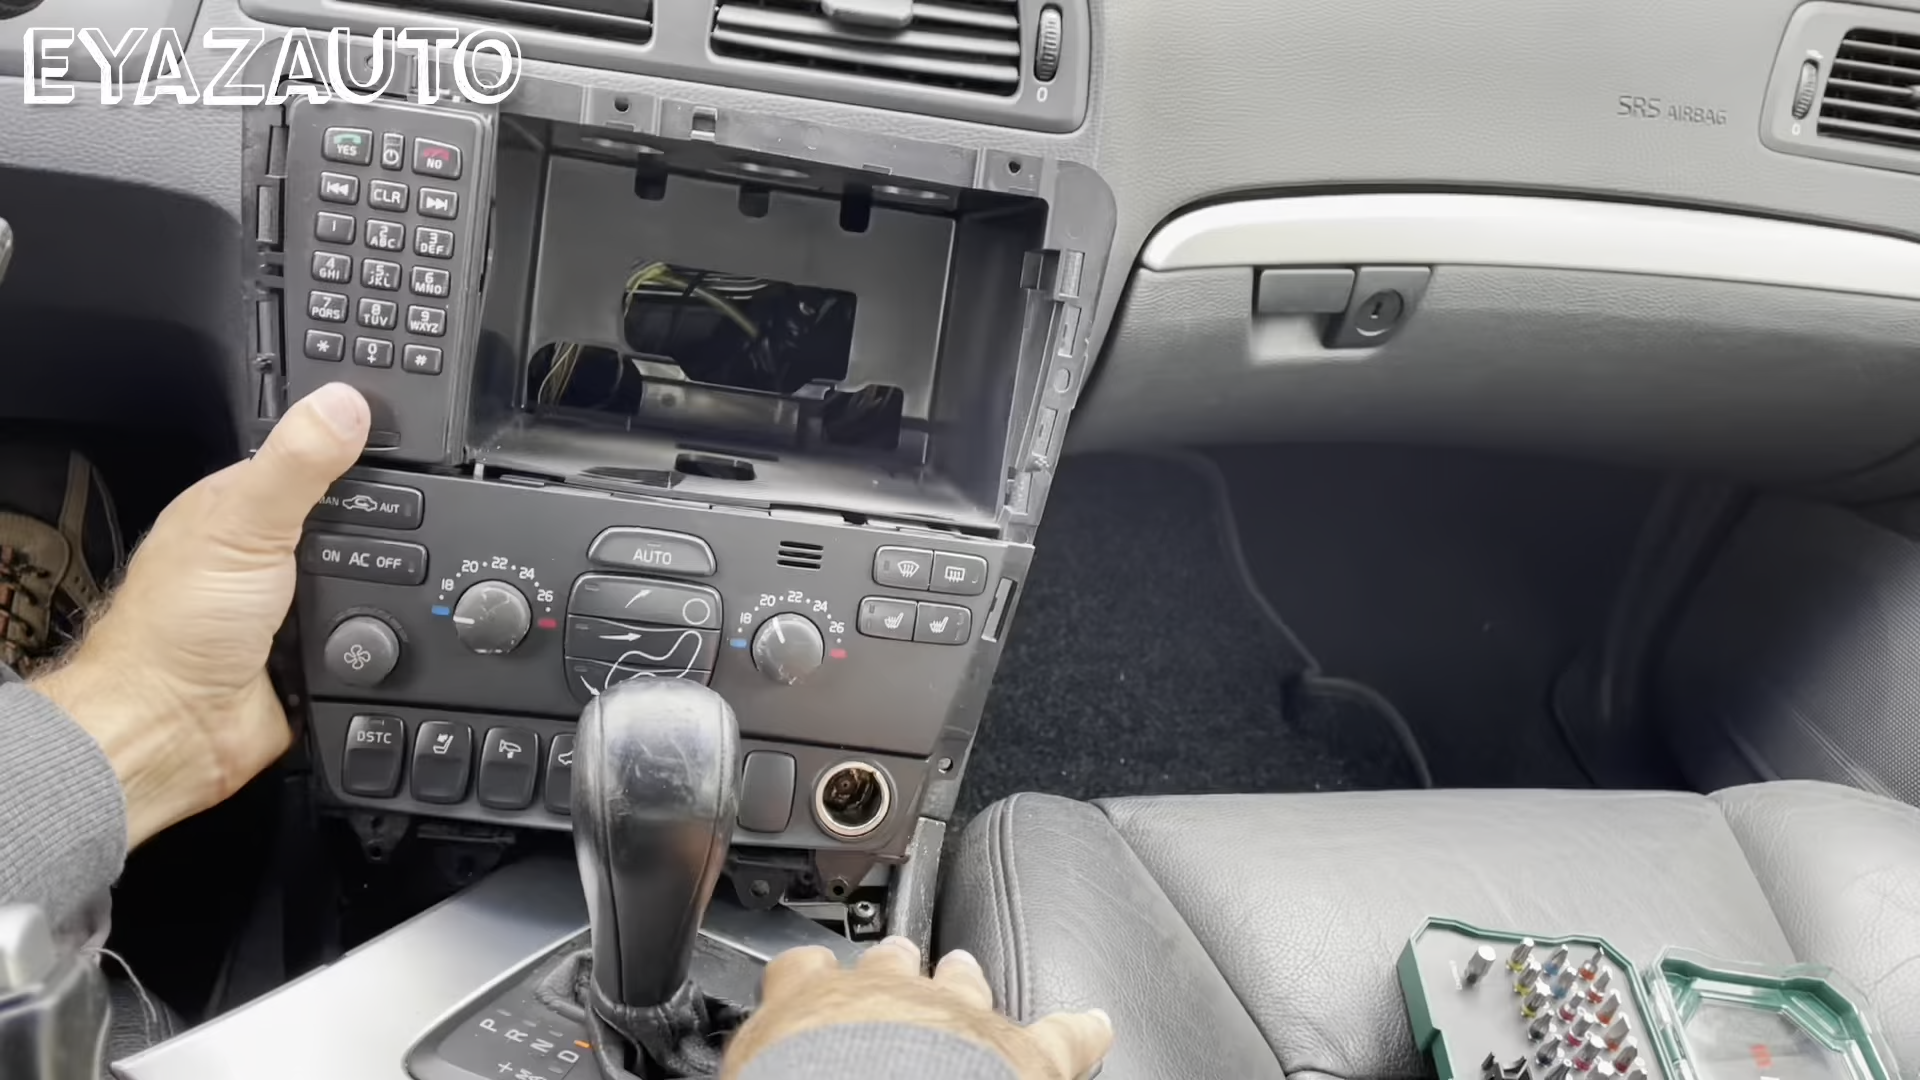 EYAZAUTO
0
SRS AIRBAG
0
YES
NO
CLR
1
2 ABC
3 DEF
4 GHI
5 JKL
6 MNO
7 PQRS
8 TUV
9 WXYZ
*
0 +
#
MAN AUT
ON AC OFF
18 20 22 24 26
AUTO
18 20 22 24 26
DSTC
P
R
N
D
+
M